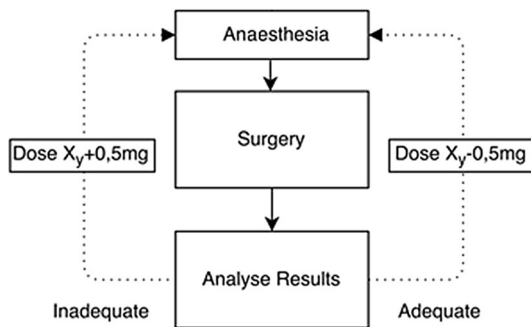 Anaesthesia
Surgery
Dose Xy+0,5mg
Dose Xy-0,5mg
Analyse Results
Inadequate
Adequate